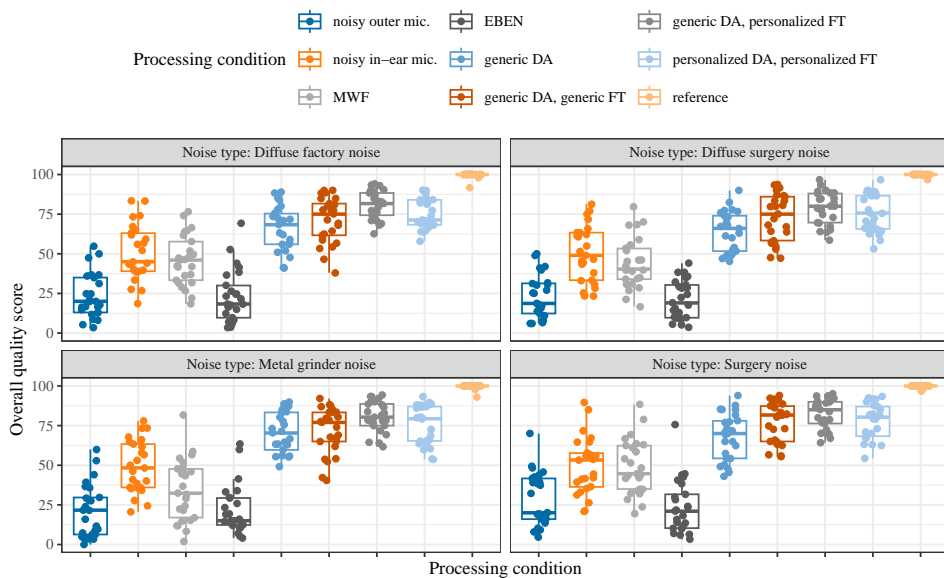 noisy outer mic. EBEN generic DA, personalized FT
Processing condition noisy in−ear mic. generic DA personalized DA, personalized FT
MWF generic DA, generic FT reference
Noise type: Diffuse factory noise Noise type: Diffuse surgery noise
100
75
50
25
0
Noise type: Metal grinder noise Noise type: Surgery noise
100
75
50
25
0
Overall quality score
Processing condition